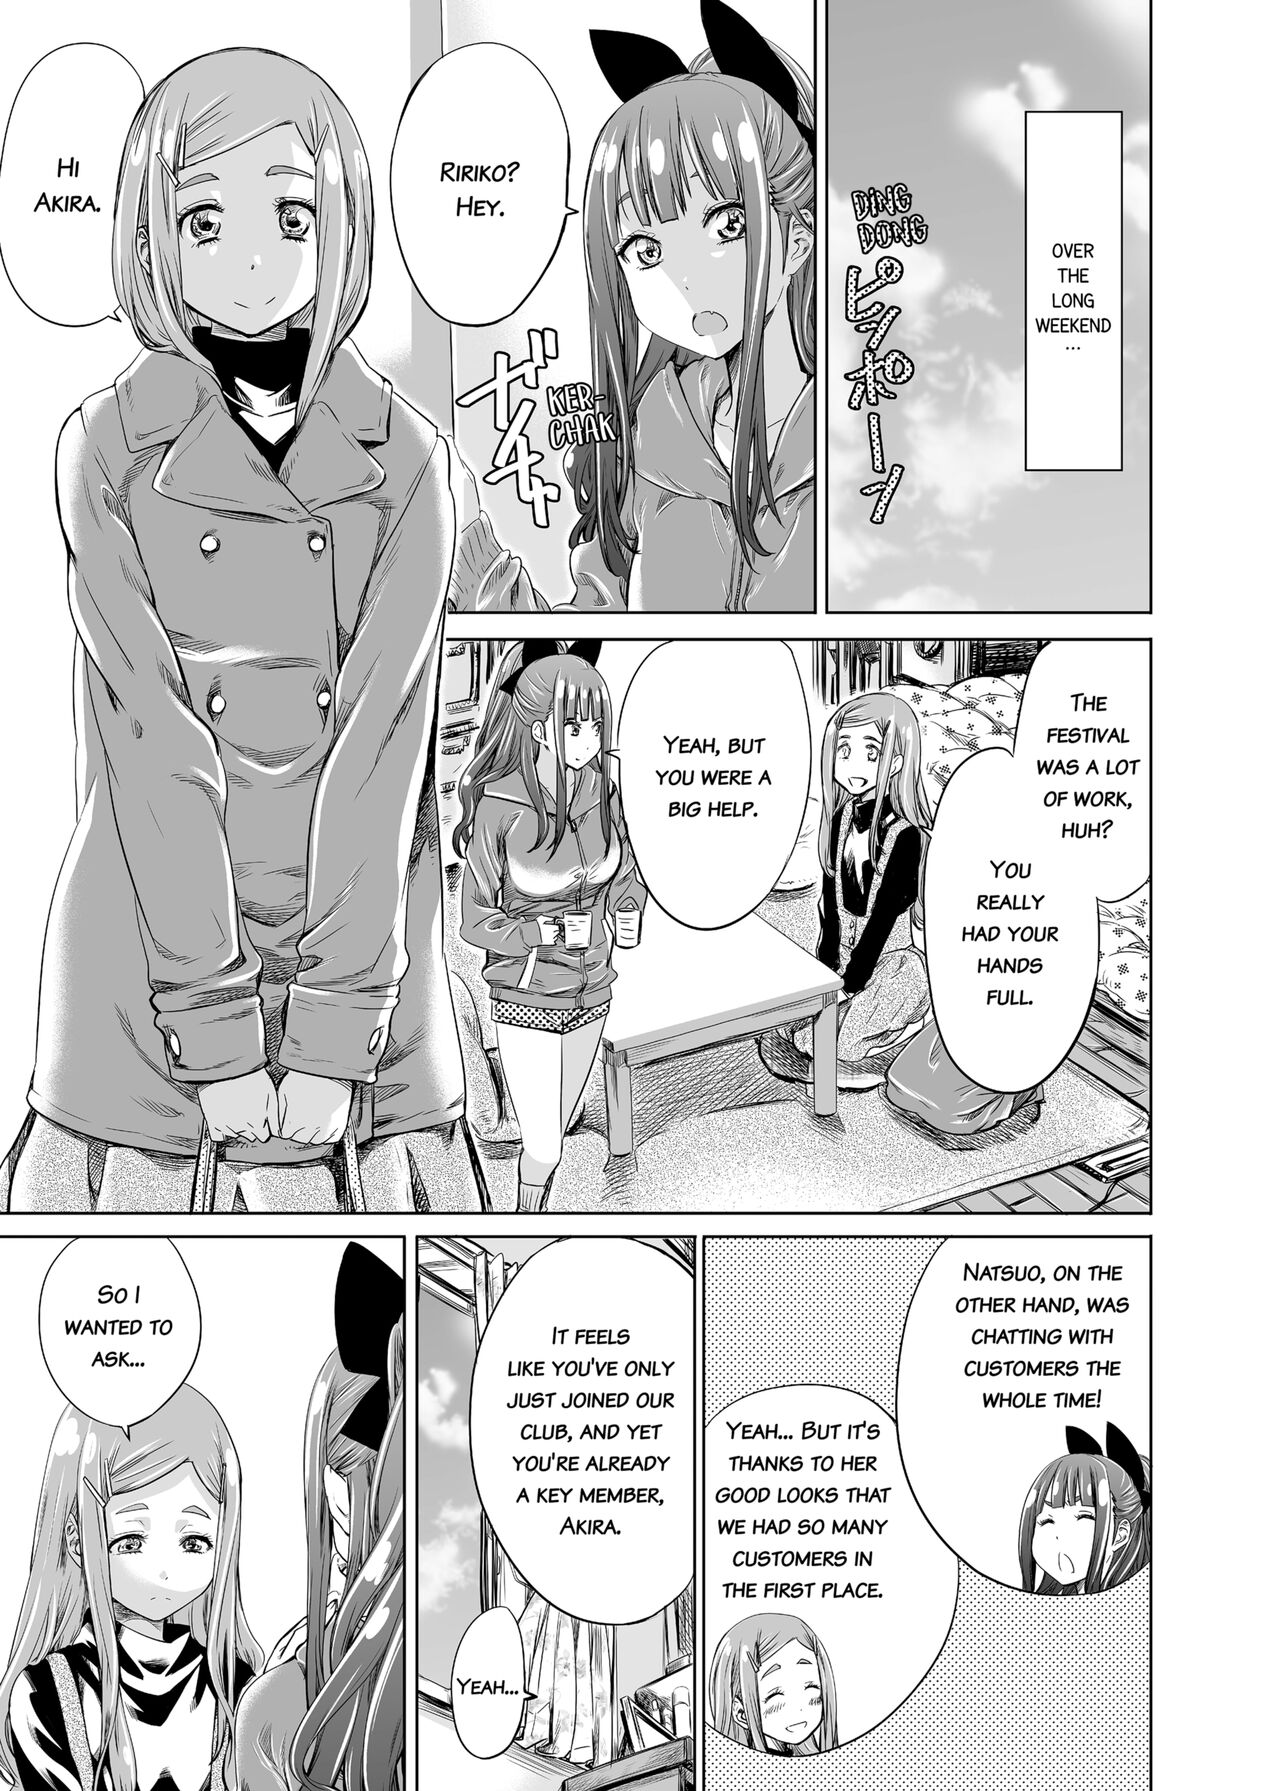 OVER
THE
LONG
WEEKEND
...
DING
DONG
ピンポーン
RIRIKO?
HEY.
KER-
CHAK
ガチャ
HI
AKIRA.
THE
FESTIVAL
WAS A LOT
OF WORK,
HUH?
YOU
REALLY
HAD YOUR
HANDS
FULL.
YEAH, BUT
YOU WERE A
BIG HELP.
NATSUO, ON THE
OTHER HAND, WAS
CHATTING WITH
CUSTOMERS THE
WHOLE TIME!
YEAH... BUT IT'S
THANKS TO HER
GOOD LOOKS THAT
WE HAD SO MANY
CUSTOMERS IN
THE FIRST PLACE.
IT FEELS
LIKE YOU'VE ONLY
JUST JOINED OUR
CLUB, AND YET
YOU'RE ALREADY
A KEY MEMBER,
AKIRA.
YEAH...
SO I
WANTED TO
ASK...